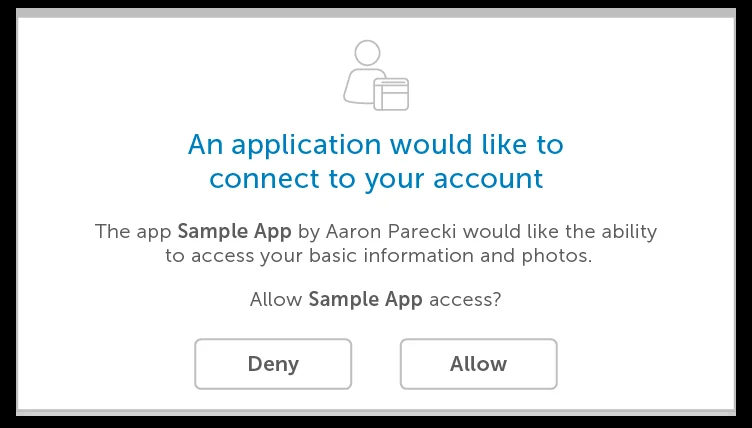 An application would like to
connect to your account
The app Sample App by Aaron Parecki would like the ability
to access your basic information and photos.
Allow Sample App access?
Deny Allow